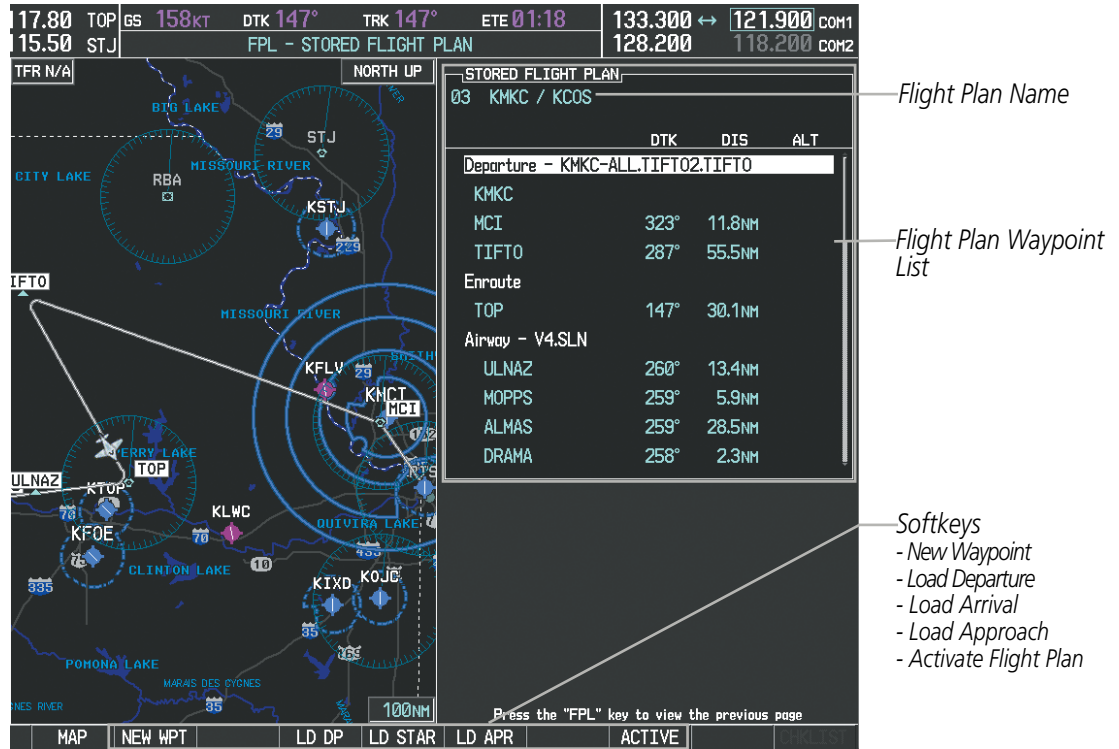 117.80 TOP GS 158KT DTK 147° TRK 147° ETE 01:18 133.300 ↔ 121.900 COM1
115.50 STJ FPL – STORED FLIGHT PLAN 128.200 118.200 COM2
TFR N/A
NORTH UP
BIG LAKE
RIVER
29
STJ
MISSOURI RIVER
CITY LAKE
RBA
KSTJ
229
IFTO
MISSOURI RIVER
SMITH
KFLV
29
KMCI
MCI
PERRY LAKE
TOP
ULNAZ
KTOP
70
KLWC
QUIVIRA LAKE
KFOE
70
435
CLINTON LAKE
10
KIXD
KOJC
335
35
169
POMONA LAKE
MARAIS DES CYGNES
NES RIVER
35
100NM
STORED FLIGHT PLAN
03 KMKC / KCOS
DTK DIS ALT
Departure – KMKC-ALL.TIFTO2.TIFTO
KMKC
MCI 323° 11.8NM
TIFTO 287° 55.5NM
Enroute
TOP 147° 30.1NM
Airway – V4.SLN
ULNAZ 260° 13.4NM
MOPPS 259° 5.9NM
ALMAS 259° 28.5NM
DRAMA 258° 2.3NM
Press the "FPL" key to view the previous page
MAP NEW WPT LD DP LD STAR LD APR ACTIVE CHKLIST
Flight Plan Name
Flight Plan Waypoint
List
Softkeys
- New Waypoint
- Load Departure
- Load Arrival
- Load Approach
- Activate Flight Plan